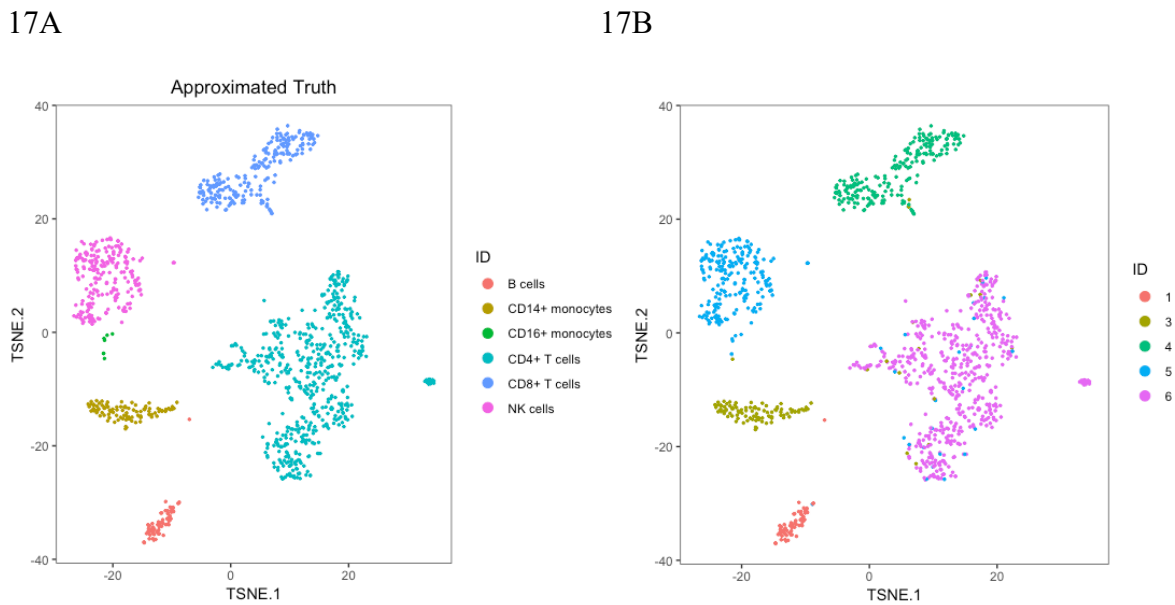 17A
17B
Approximated Truth
40
20
0
-20
-40
-20
0
20
TSNE.1
TSNE.2
ID
B cells
CD14+ monocytes
CD16+ monocytes
CD4+ T cells
CD8+ T cells
NK cells
40
20
0
-20
-40
-20
0
20
TSNE.1
TSNE.2
ID
1
3
4
5
6